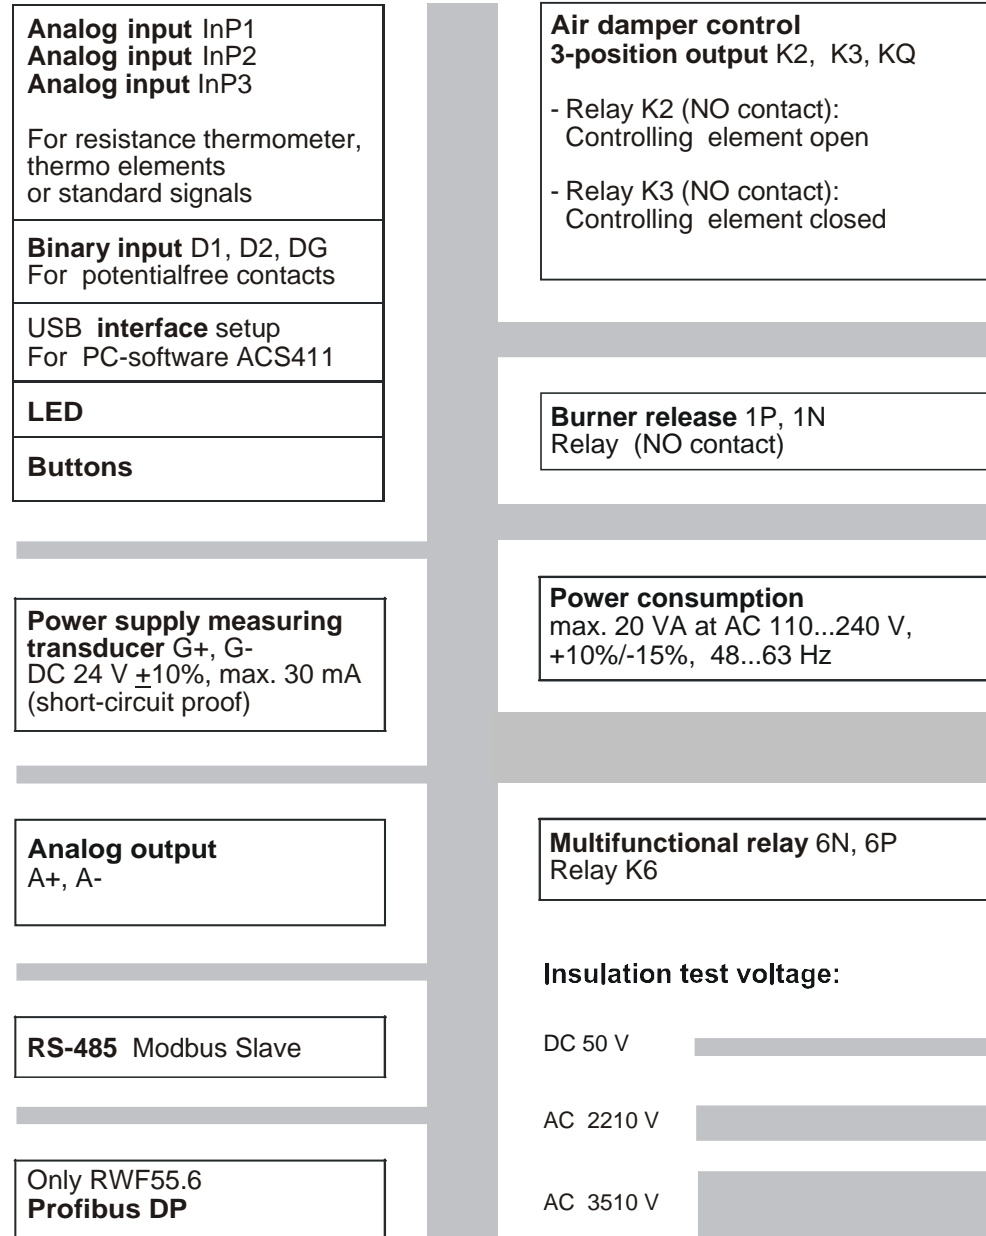 Analog input InP1
Analog input InP2
Analog input InP3
For resistance thermometer,
thermo elements
or standard signals
Binary input D1, D2, DG
For potentialfree contacts
USB interface setup
For PC-software ACS411
LED
Buttons
Power supply measuring
transducer G+, G-
DC 24 V ±10%, max. 30 mA
(short-circuit proof)
Analog output
A+, A-
RS-485 Modbus Slave
Only RWF55.6
Profibus DP
Air damper control
3-position output K2, K3, KQ
- Relay K2 (NO contact):
Controlling element open
- Relay K3 (NO contact):
Controlling element closed
Burner release 1P, 1N
Relay (NO contact)
Power consumption
max. 20 VA at AC 110...240 V,
+10%/-15%, 48...63 Hz
Multifunctional relay 6N, 6P
Relay K6
Insulation test voltage:
DC 50 V
AC 2210 V
AC 3510 V